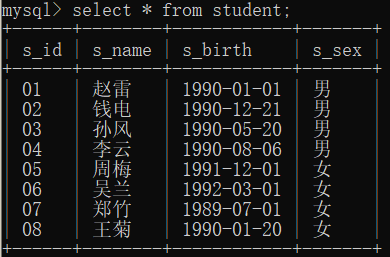 mysql> select * from student;
+------+--------+------------+-------+
| s_id | s_name | s_birth | s_sex |
+------+--------+------------+-------+
| 01 | 赵雷 | 1990-01-01 | 男 |
| 02 | 钱电 | 1990-12-21 | 男 |
| 03 | 孙风 | 1990-05-20 | 男 |
| 04 | 李云 | 1990-08-06 | 男 |
| 05 | 周梅 | 1991-12-01 | 女 |
| 06 | 吴兰 | 1992-03-01 | 女 |
| 07 | 郑竹 | 1989-07-01 | 女 |
| 08 | 王菊 | 1990-01-20 | 女 |
+------+--------+------------+-------+